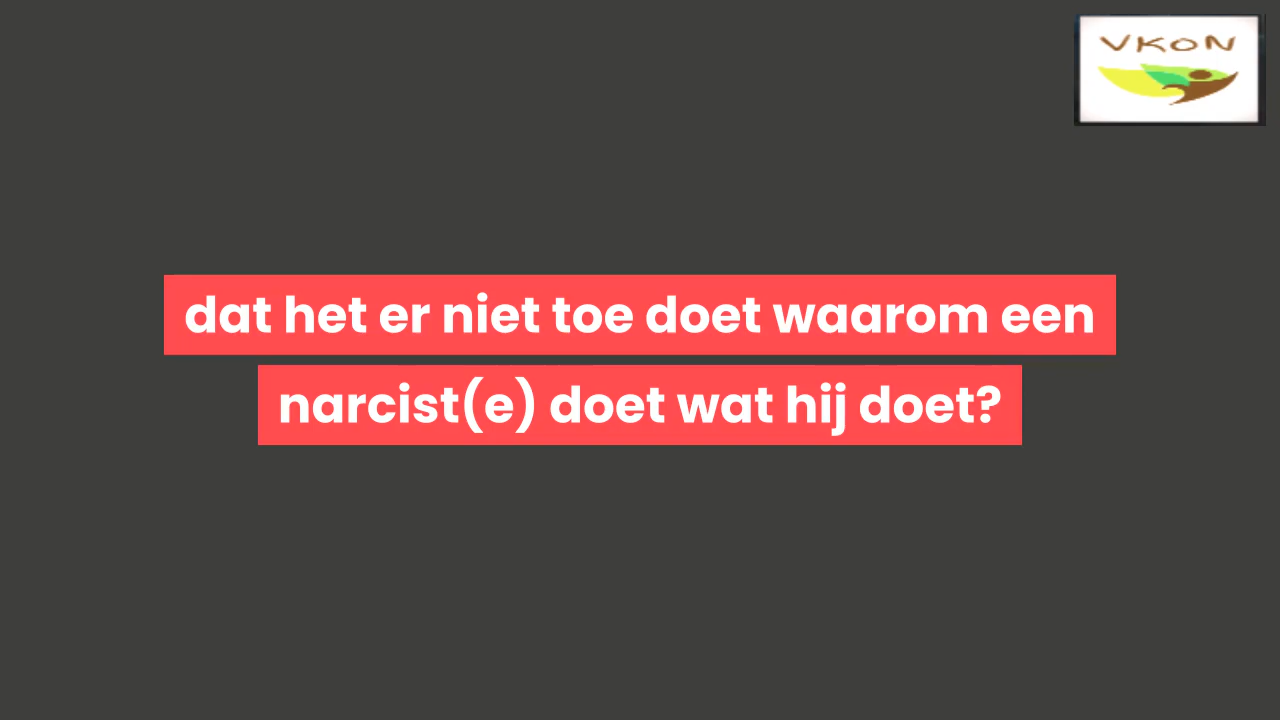 VKON
dat het er niet toe doet waarom een
narcist(e) doet wat hij doet?